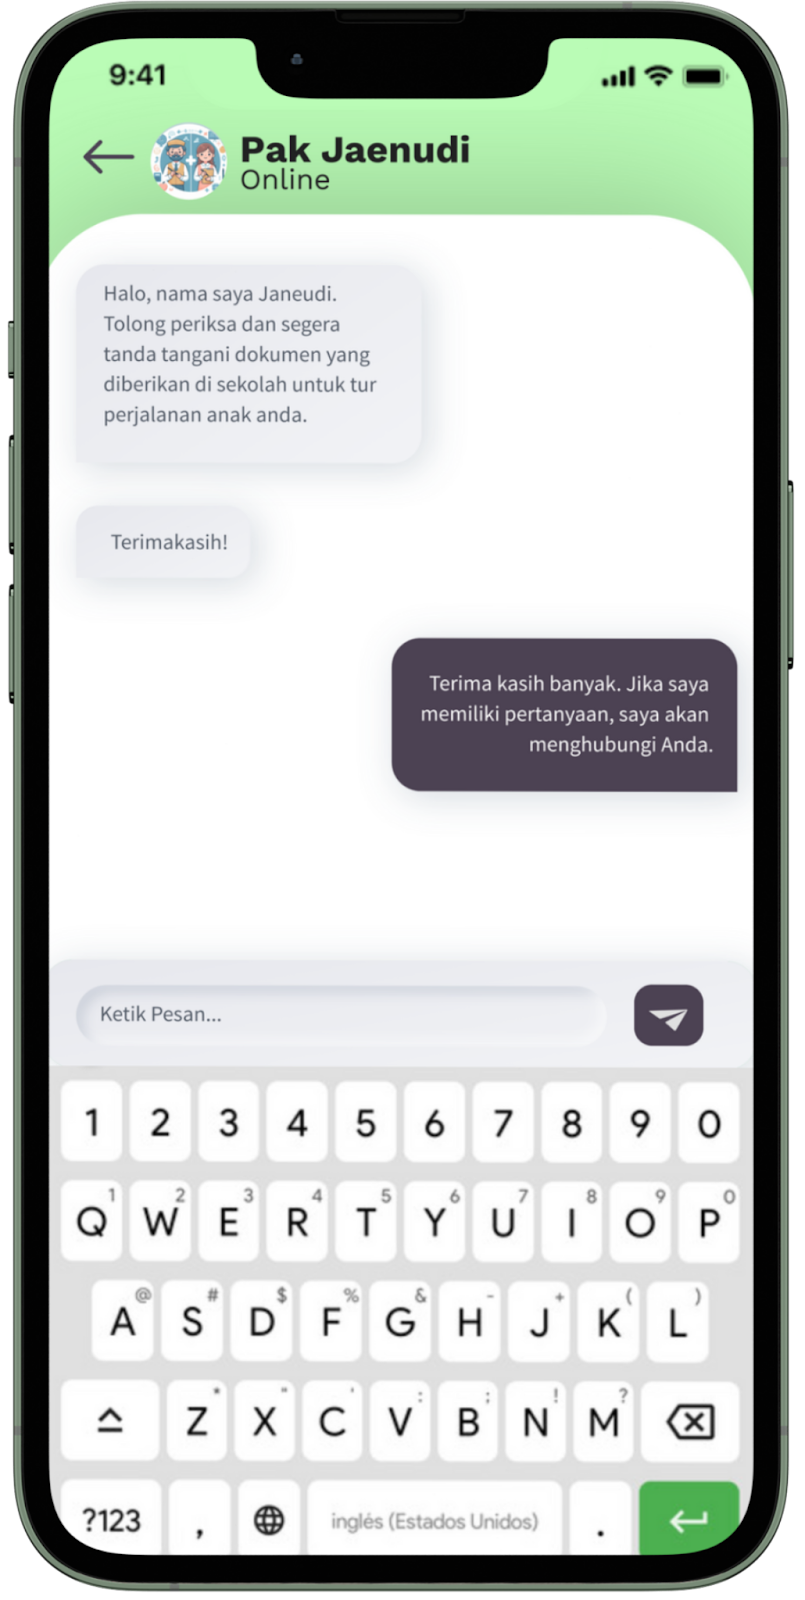 9:41
Pak Jaenudi
Online
Halo, nama saya Janeudi.
Tolong periksa dan segera
tanda tangani dokumen yang
diberikan di sekolah untuk tur
perjalanan anak anda.
Terimakasih!
Terima kasih banyak. Jika saya
memiliki pertanyaan, saya akan
menghubungi Anda.
Ketik Pesan...
1 2 3 4 5 6 7 8 9 0
Q 1 W 2 E 3 R 4 T 5 Y 6 U 7 I 8 O 9 P 0
A @ S # D $ F % G & H - J + K ( L )
Z * X " C ' V : B ; N ! M ?
?123 , inglés (Estados Unidos) .